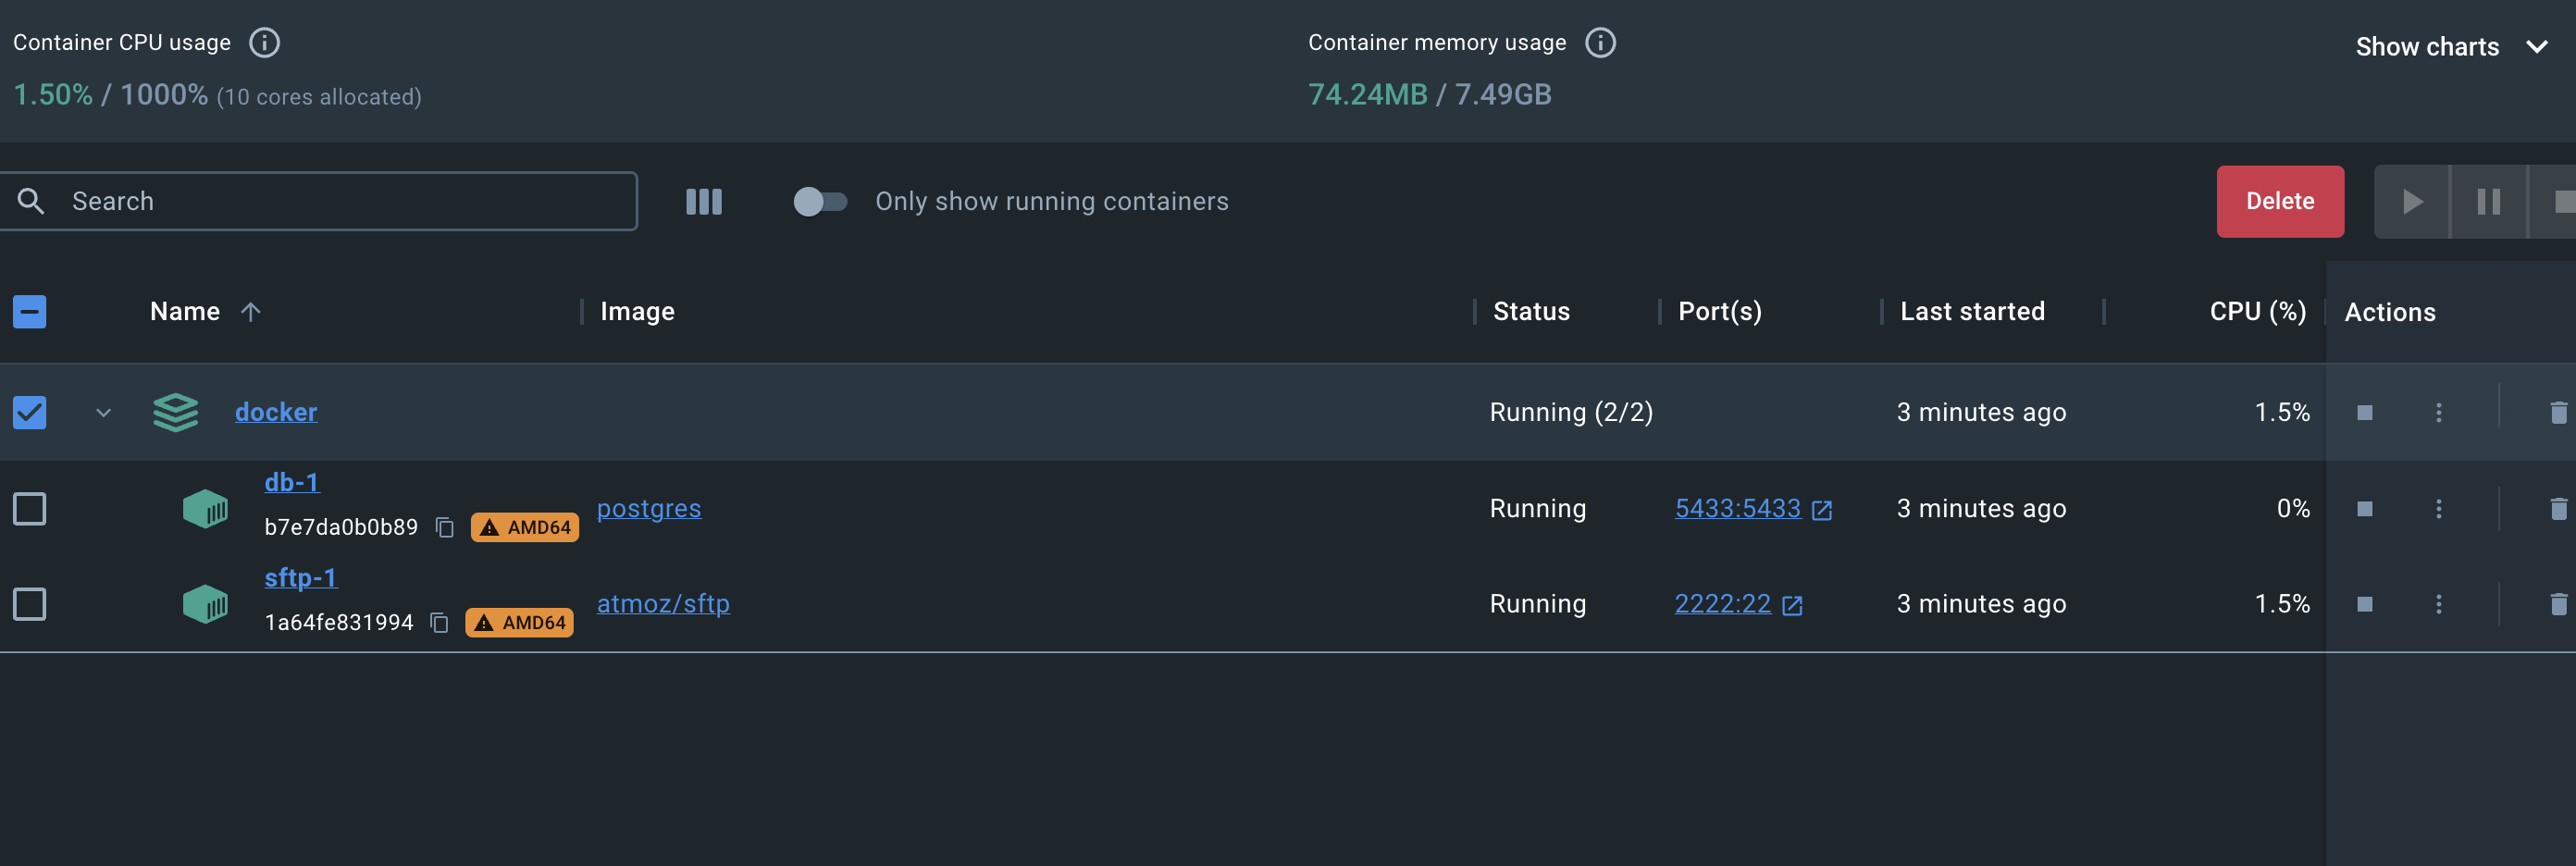 Container CPU usage
1.50% / 1000% (10 cores allocated)
Container memory usage
74.24MB / 7.49GB
Show charts
Search
Only show running containers
Delete
Name Image Status Port(s) Last started CPU (%) Actions
docker Running (2/2) 3 minutes ago 1.5%
db-1
b7e7da0b0b89 AMD64 postgres Running 5433:5433 3 minutes ago 0%
sftp-1
1a64fe831994 AMD64 atmoz/sftp Running 2222:22 3 minutes ago 1.5%